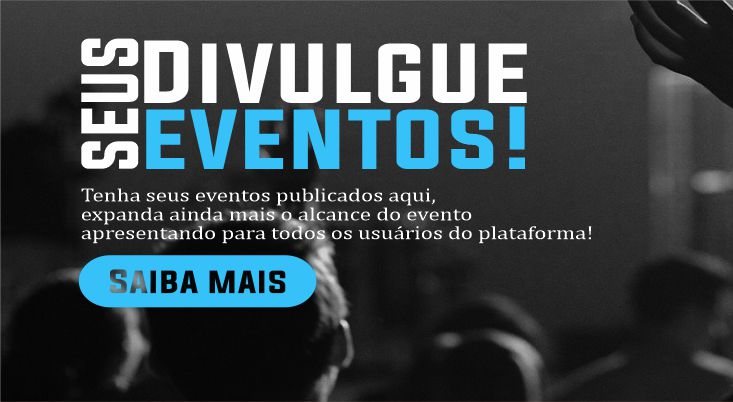 SEUS
DIVULGUE
EVENTOS!
Tenha seus eventos publicados aqui,
expanda ainda mais o alcance do evento
apresentando para todos os usuários do plataforma!
SAIBA MAIS